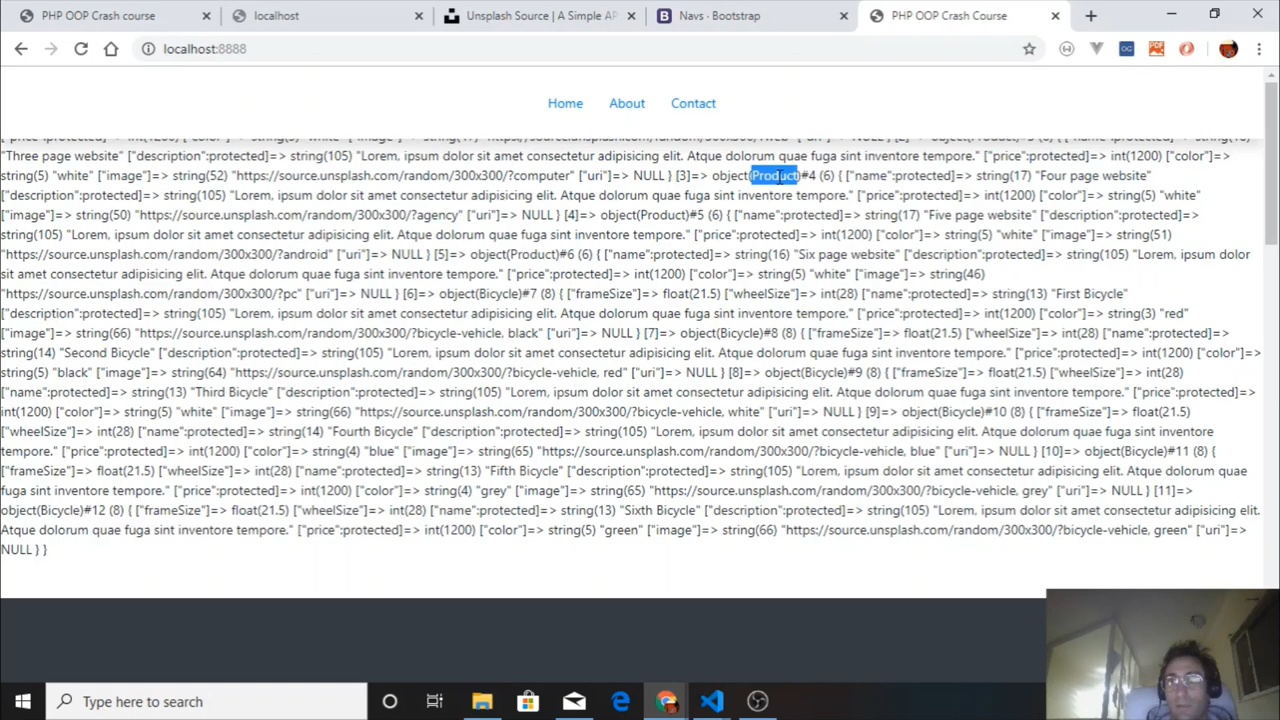 PHP OOP Crash course
localhost
Unsplash Source | A Simple AP
Navs · Bootstrap
PHP OOP Crash Course
localhost:8888
Home About Contact
"Three page website" ["description":protected]=> string(105) "Lorem, ipsum dolor sit amet consectetur adipisicing elit. Atque dolorum quae fuga sint inventore tempore." ["price":protected]=> int(1200) ["color"]=>
string(5) "white" ["image"]=> string(52) "https://source.unsplash.com/random/300x300/?computer" ["uri"]=> NULL } [3]=> object(Product)#4 (6) { ["name":protected]=> string(17) "Four page website"
["description":protected]=> string(105) "Lorem, ipsum dolor sit amet consectetur adipisicing elit. Atque dolorum quae fuga sint inventore tempore." ["price":protected]=> int(1200) ["color"]=> string(5) "white"
["image"]=> string(50) "https://source.unsplash.com/random/300x300/?agency" ["uri"]=> NULL } [4]=> object(Product)#5 (6) { ["name":protected]=> string(17) "Five page website" ["description":protected]=>
string(105) "Lorem, ipsum dolor sit amet consectetur adipisicing elit. Atque dolorum quae fuga sint inventore tempore." ["price":protected]=> int(1200) ["color"]=> string(5) "white" ["image"]=> string(51)
"https://source.unsplash.com/random/300x300/?android" ["uri"]=> NULL } [5]=> object(Product)#6 (6) { ["name":protected]=> string(16) "Six page website" ["description":protected]=> string(105) "Lorem, ipsum dolor
sit amet consectetur adipisicing elit. Atque dolorum quae fuga sint inventore tempore." ["price":protected]=> int(1200) ["color"]=> string(5) "white" ["image"]=> string(46)
"https://source.unsplash.com/random/300x300/?pc" ["uri"]=> NULL } [6]=> object(Bicycle)#7 (8) { ["frameSize"]=> float(21.5) ["wheelSize"]=> int(28) ["name":protected]=> string(13) "First Bicycle"
["description":protected]=> string(105) "Lorem, ipsum dolor sit amet consectetur adipisicing elit. Atque dolorum quae fuga sint inventore tempore." ["price":protected]=> int(1200) ["color"]=> string(3) "red"
["image"]=> string(66) "https://source.unsplash.com/random/300x300/?bicycle-vehicle, black" ["uri"]=> NULL } [7]=> object(Bicycle)#8 (8) { ["frameSize"]=> float(21.5) ["wheelSize"]=> int(28) ["name":protected]=>
string(14) "Second Bicycle" ["description":protected]=> string(105) "Lorem, ipsum dolor sit amet consectetur adipisicing elit. Atque dolorum quae fuga sint inventore tempore." ["price":protected]=> int(1200) ["color"]=>
string(5) "black" ["image"]=> string(64) "https://source.unsplash.com/random/300x300/?bicycle-vehicle, red" ["uri"]=> NULL } [8]=> object(Bicycle)#9 (8) { ["frameSize"]=> float(21.5) ["wheelSize"]=> int(28)
["name":protected]=> string(13) "Third Bicycle" ["description":protected]=> string(105) "Lorem, ipsum dolor sit amet consectetur adipisicing elit. Atque dolorum quae fuga sint inventore tempore." ["price":protected]=>
int(1200) ["color"]=> string(5) "white" ["image"]=> string(66) "https://source.unsplash.com/random/300x300/?bicycle-vehicle, white" ["uri"]=> NULL } [9]=> object(Bicycle)#10 (8) { ["frameSize"]=> float(21.5)
["wheelSize"]=> int(28) ["name":protected]=> string(14) "Fourth Bicycle" ["description":protected]=> string(105) "Lorem, ipsum dolor sit amet consectetur adipisicing elit. Atque dolorum quae fuga sint inventore
tempore." ["price":protected]=> int(1200) ["color"]=> string(4) "blue" ["image"]=> string(65) "https://source.unsplash.com/random/300x300/?bicycle-vehicle, blue" ["uri"]=> NULL } [10]=> object(Bicycle)#11 (8) {
["frameSize"]=> float(21.5) ["wheelSize"]=> int(28) ["name":protected]=> string(13) "Fifth Bicycle" ["description":protected]=> string(105) "Lorem, ipsum dolor sit amet consectetur adipisicing elit. Atque dolorum quae
fuga sint inventore tempore." ["price":protected]=> int(1200) ["color"]=> string(4) "grey" ["image"]=> string(65) "https://source.unsplash.com/random/300x300/?bicycle-vehicle, grey" ["uri"]=> NULL } [11]=>
object(Bicycle)#12 (8) { ["frameSize"]=> float(21.5) ["wheelSize"]=> int(28) ["name":protected]=> string(13) "Sixth Bicycle" ["description":protected]=> string(105) "Lorem, ipsum dolor sit amet consectetur adipisicing elit.
Atque dolorum quae fuga sint inventore tempore." ["price":protected]=> int(1200) ["color"]=> string(5) "green" ["image"]=> string(66) "https://source.unsplash.com/random/300x300/?bicycle-vehicle, green" ["uri"]=>
NULL } }
Type here to search